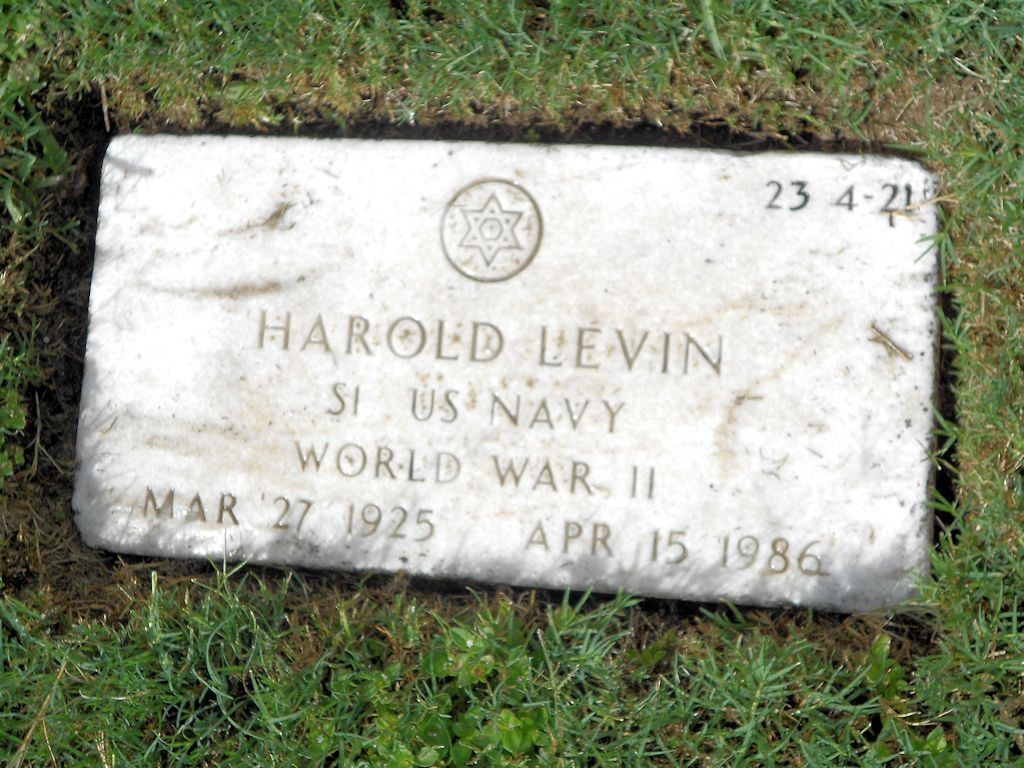 23 4-21
HAROLD LEVIN
S1 US NAVY
WORLD WAR II
MAR 27 1925 APR 15 1986